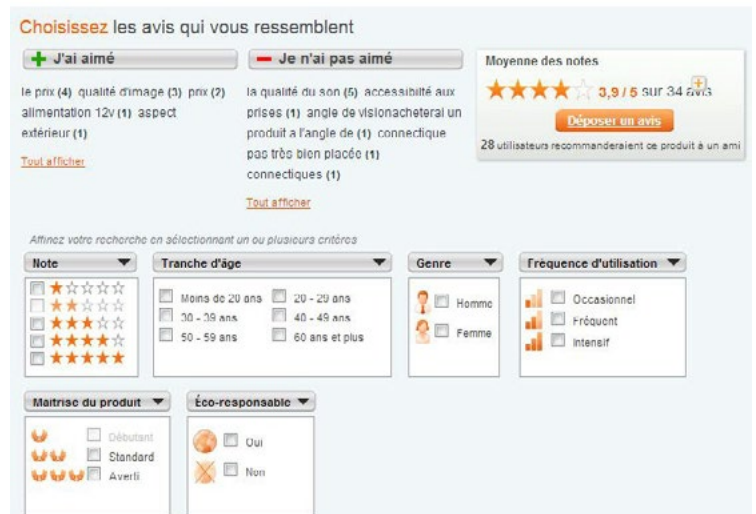 Choisissez les avis qui vous ressemblent
J'ai aimé
le prix (4) qualité d'image (3) prix (2)
alimentation 12v (1) aspect
extérieur (1)
Tout afficher
Je n'ai pas aimé
la qualité du son (5) accessibilté aux
prises (1) angle de visionacheterai un
produit a l'angle de (1) connectique
pas très bien placée (1)
connectiques (1)
Tout afficher
Moyenne des notes
3,9 / 5 sur 34 avis
Déposer un avis
28 utilisateurs recommanderaient ce produit à un ami
Affinez votre recherche en sélectionnant un ou plusieurs critères
Note
Tranche d'âge
Moins de 20 ans 20 - 29 ans
30 - 39 ans 40 - 49 ans
50 - 59 ans 60 ans et plus
Genre
Homme
Femme
Fréquence d'utilisation
Occasionnel
Fréquent
Intensif
Maitrise du produit
Débutant
Standard
Averti
Éco-responsable
Oui
Non